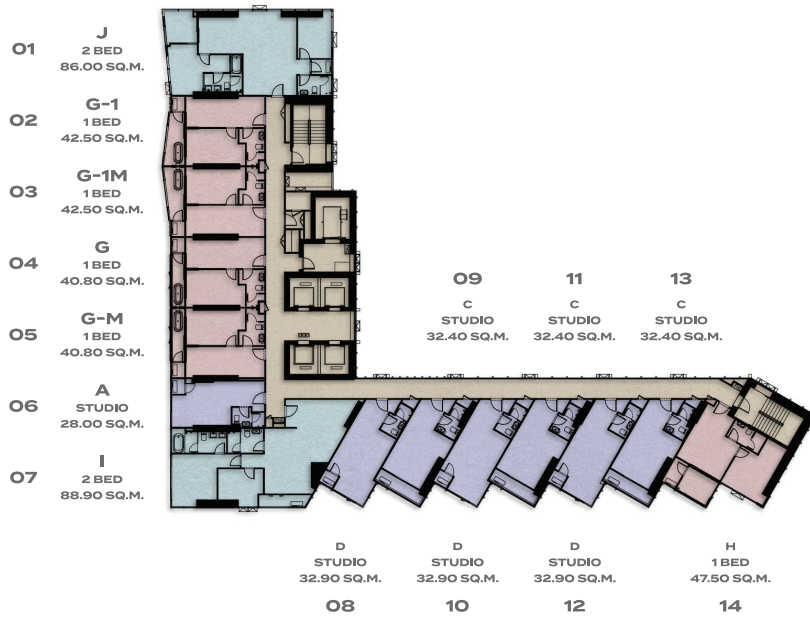 01
J
2 BED
86.00 SQ.M.
02
G-1
1 BED
42.50 SQ.M.
03
G-1M
1 BED
42.50 SQ.M.
04
G
1 BED
40.80 SQ.M.
05
G-M
1 BED
40.80 SQ.M.
06
A
STUDIO
28.00 SQ.M.
07
I
2 BED
88.90 SQ.M.
09
C
STUDIO
32.40 SQ.M.
11
C
STUDIO
32.40 SQ.M.
13
C
STUDIO
32.40 SQ.M.
D
STUDIO
32.90 SQ.M.
08
D
STUDIO
32.90 SQ.M.
10
D
STUDIO
32.90 SQ.M.
12
H
1 BED
47.50 SQ.M.
14